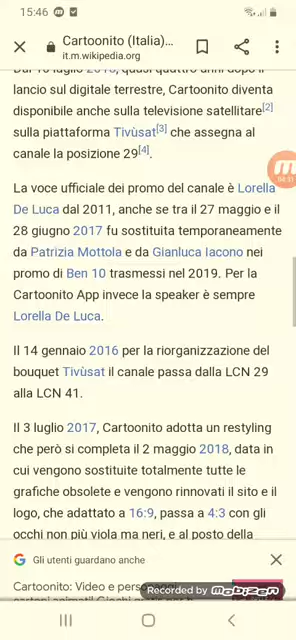 15:46
Cartoonito (Italia)...
it.m.wikipedia.org
lancio sul digitale terrestre, Cartoonito diventa
disponibile anche sulla televisione satellitare[2]
sulla piattaforma Tivùsat[3] che assegna al
canale la posizione 29[4].
La voce ufficiale dei promo del canale è Lorella
De Luca dal 2011, anche se tra il 27 maggio e il
28 giugno 2017 fu sostituita temporaneamente
da Patrizia Mottola e da Gianluca Iacono nei
promo di Ben 10 trasmessi nel 2019. Per la
Cartoonito App invece la speaker è sempre
Lorella De Luca.
Il 14 gennaio 2016 per la riorganizzazione del
bouquet Tivùsat il canale passa dalla LCN 29
alla LCN 41.
Il 3 luglio 2017, Cartoonito adotta un restyling
che però si completa il 2 maggio 2018, data in
cui vengono sostituite totalmente tutte le
grafiche obsolete e vengono rinnovati il sito e il
logo, che adattato a 16:9, passa a 4:3 con gli
occhi non più viola ma neri, e al posto della
Gli utenti guardano anche
Cartoonito: Video e
Recorded by mobizen